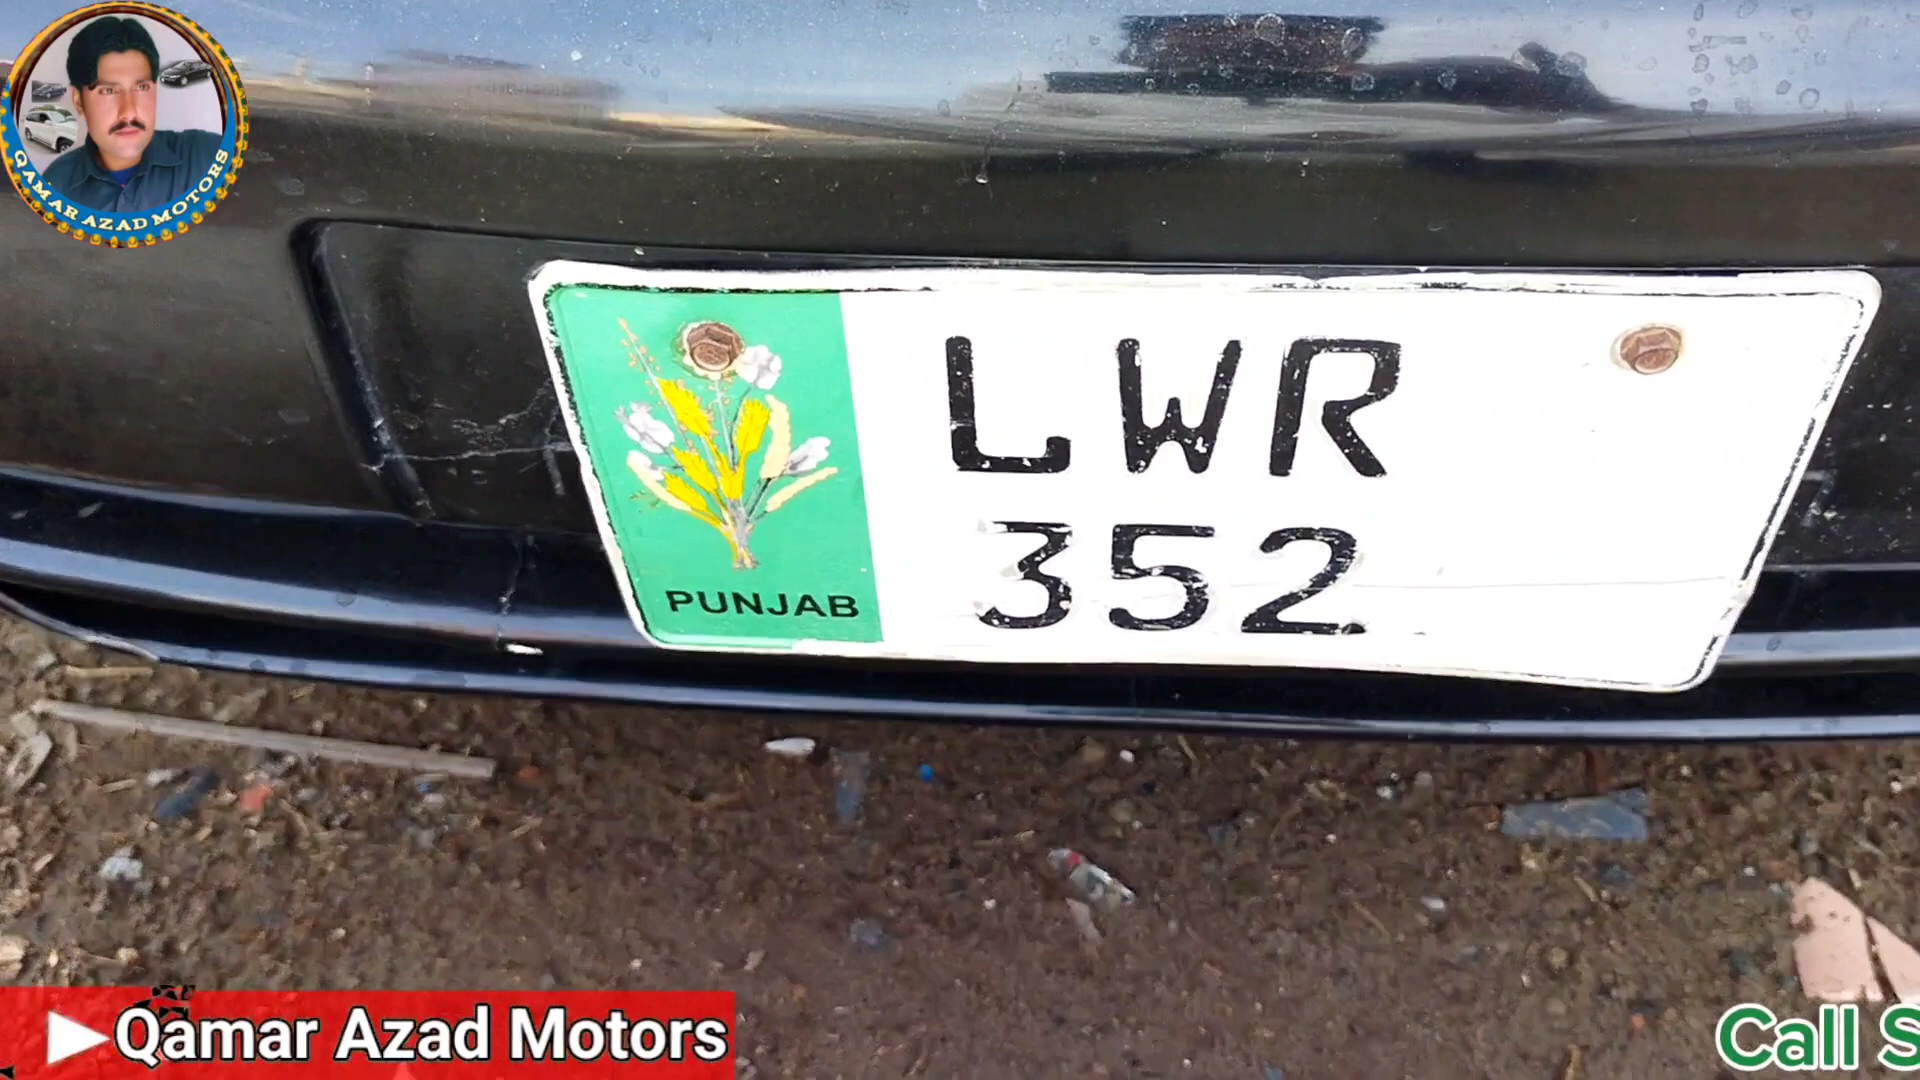 QAMAR AZAD MOTORS
LWR
352
PUNJAB
Qamar Azad Motors
Call S